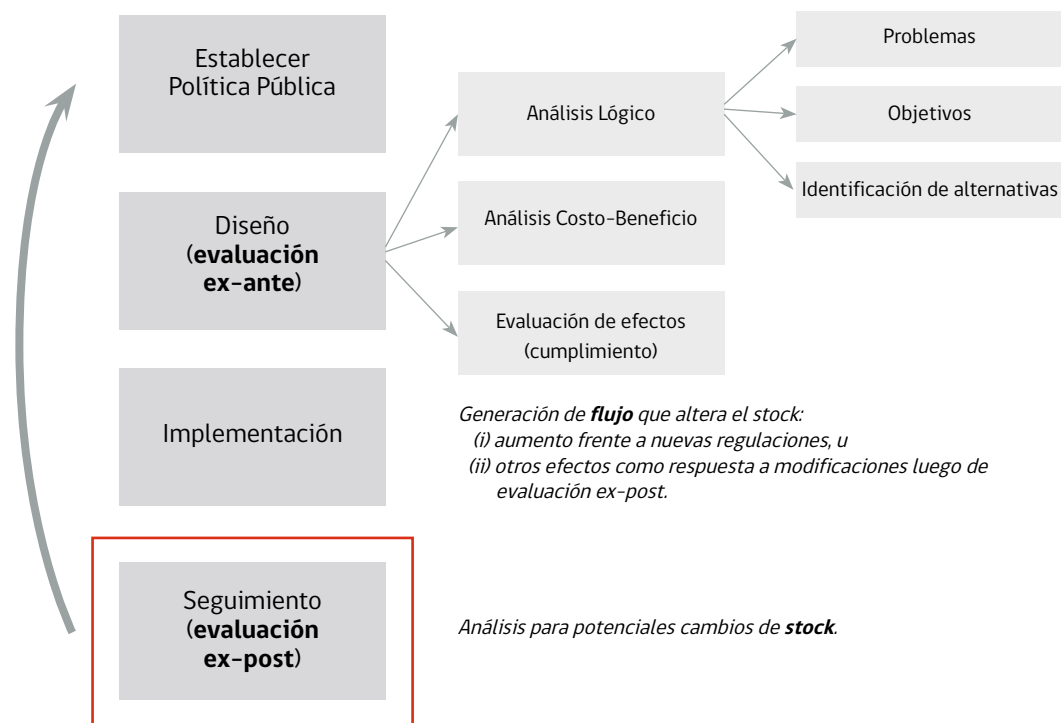 Establecer
Política Pública
Diseño
(evaluación
ex-ante)
Implementación
Seguimiento
(evaluación
ex-post)
Análisis Lógico
Análisis Costo-Beneficio
Evaluación de efectos
(cumplimiento)
Problemas
Objetivos
Identificación de alternativas
Generación de flujo que altera el stock:
(i) aumento frente a nuevas regulaciones, u
(ii) otros efectos como respuesta a modificaciones luego de
evaluación ex-post.
Análisis para potenciales cambios de stock.